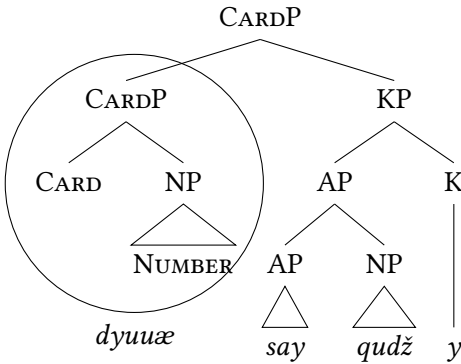 CARDP
CARDP KP
CARD NP AP K
NUMBER AP NP
dyuuæ say qudž y